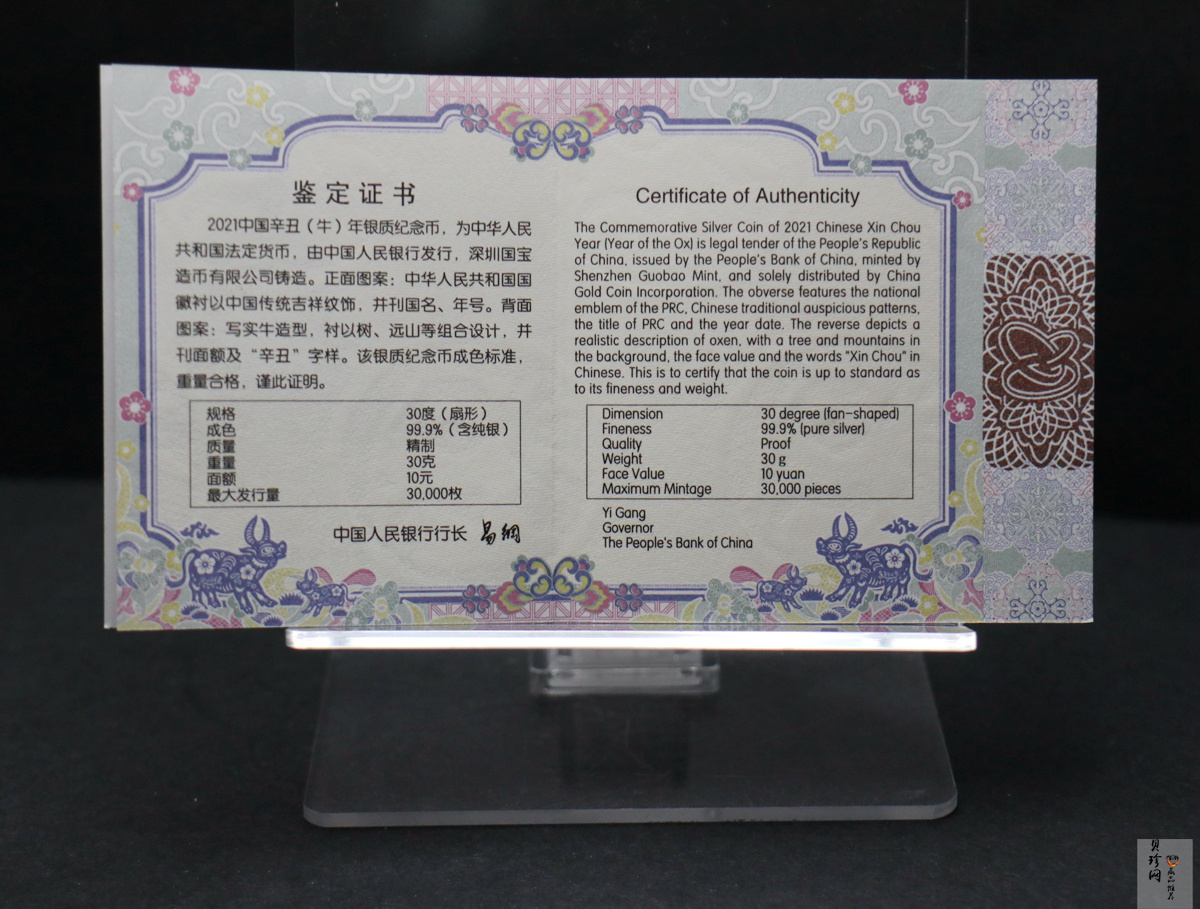 鉴定证书
2021中国辛丑（牛）年银质纪念币，为中华人民
共和国法定货币，由中国人民银行发行，深圳国宝
造币有限公司铸造。正面图案：中华人民共和国国
徽衬以中国传统吉祥纹饰，并刊国名、年号。背面
图案：写实牛造型，衬以树、远山等组合设计，并
刊面额及“辛丑”字样。该银质纪念币成色标准，
重量合格，谨此证明。
规格 30度（扇形）
成色 99.9%（含纯银）
质量 精制
重量 30克
面额 10元
最大发行量 30,000枚
中国人民银行行长 易纲
Certificate of Authenticity
The Commemorative Silver Coin of 2021 Chinese Xin Chou
Year (Year of the Ox) is legal tender of the People's Republic
of China, issued by the People's Bank of China, minted by
Shenzhen Guobao Mint, and solely distributed by China
Gold Coin Incorporation. The obverse features the national
emblem of the PRC, Chinese traditional auspicious patterns,
the title of PRC and the year date. The reverse depicts a
realistic description of oxen, with a tree and mountains in
the background, the face value and the words "Xin Chou" in
Chinese. This is to certify that the coin is up to standard as
to its fineness and weight.
Dimension 30 degree (fan-shaped)
Fineness 99.9% (pure silver)
Quality Proof
Weight 30 g
Face Value 10 yuan
Maximum Mintage 30,000 pieces
Yi Gang
Governor
The People's Bank of China
贝珍网